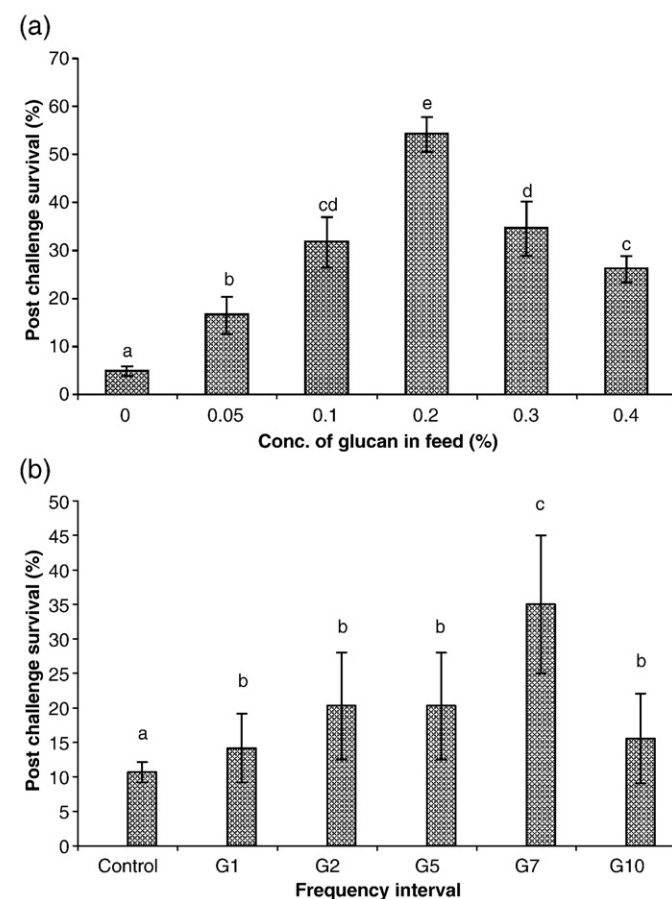 (a)
70
60
50
40
30
20
10
0
Post challenge survival (%)
a
b
cd
e
d
c
0 0.05 0.1 0.2 0.3 0.4
Conc. of glucan in feed (%)
(b)
50
45
40
35
30
25
20
15
10
5
0
Post challenge survival (%)
a
b
b
b
c
b
Control G1 G2 G5 G7 G10
Frequency interval